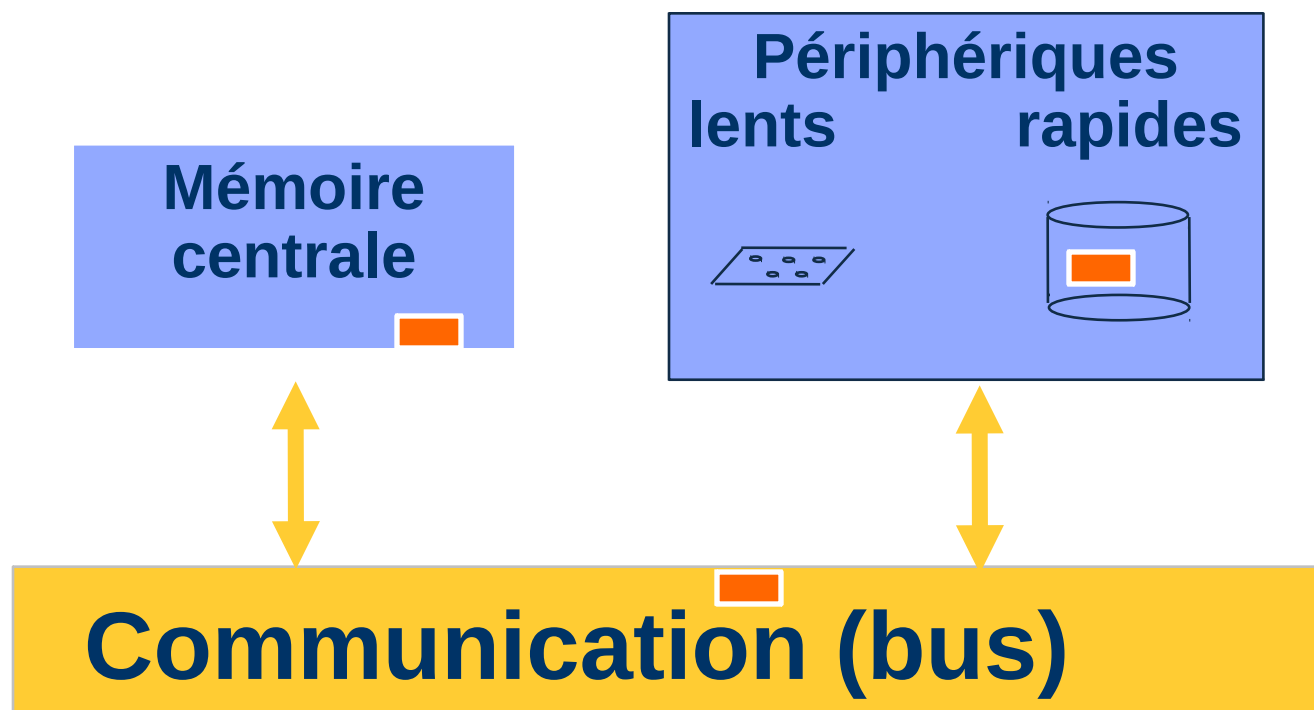 Périphériques
lents rapides
Mémoire
centrale
Communication (bus)